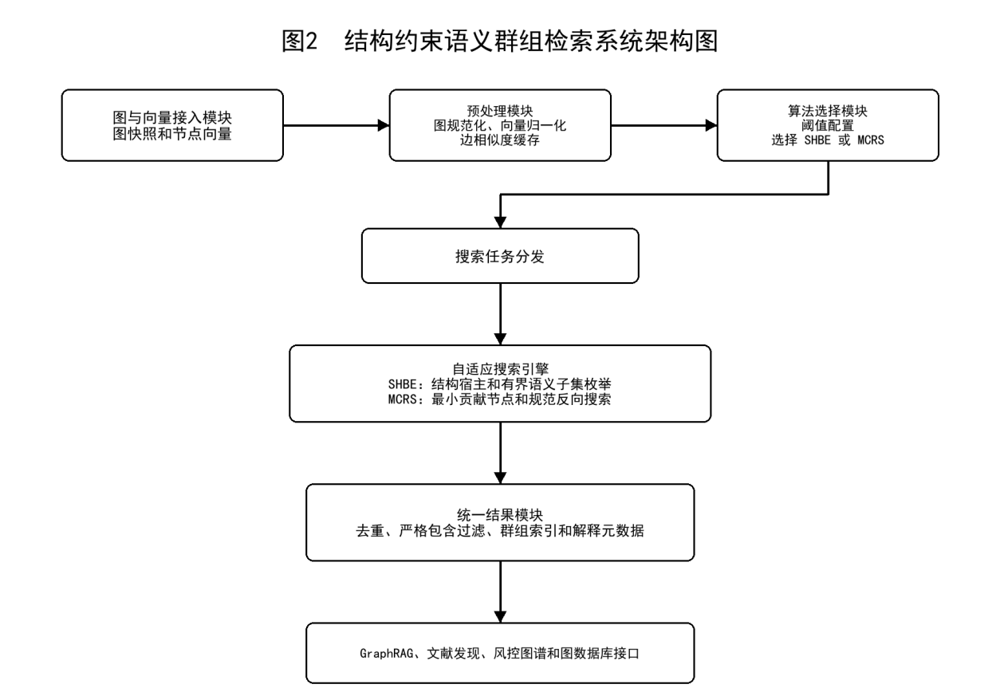 图2 结构约束语义群组检索系统架构图
图与向量接入模块
图快照和节点向量
预处理模块
图规范化、向量归一化
边相似度缓存
算法选择模块
阈值配置
选择 SHBE 或 MCRS
搜索任务分发
自适应搜索引擎
SHBE: 结构宿主和有界语义子集枚举
MCRS: 最小贡献节点和规范反向搜索
统一结果模块
去重、严格包含过滤、群组索引和解释元数据
GraphRAG、文献发现、风控图谱和图数据库接口